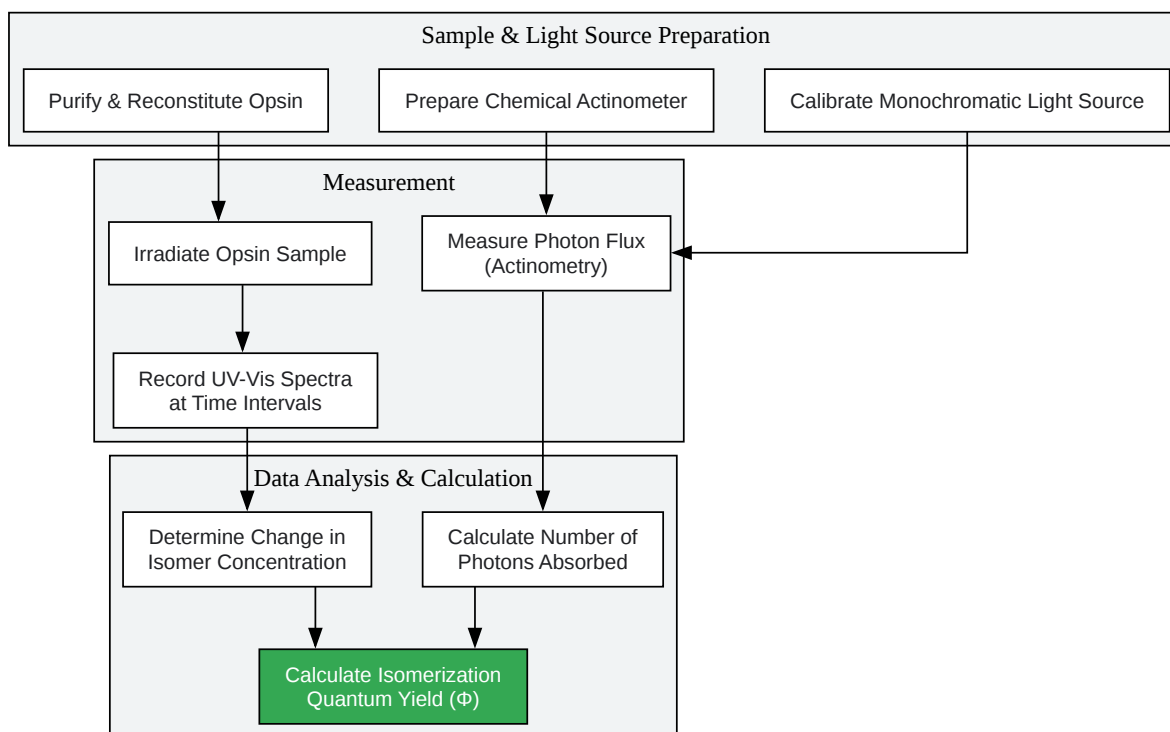 Sample & Light Source Preparation
Purify & Reconstitute Opsin
Prepare Chemical Actinometer
Calibrate Monochromatic Light Source
Measurement
Irradiate Opsin Sample
Measure Photon Flux
(Actinometry)
Record UV-Vis Spectra
at Time Intervals
Data Analysis & Calculation
Determine Change in
Isomer Concentration
Calculate Number of
Photons Absorbed
Calculate Isomerization
Quantum Yield (Φ)